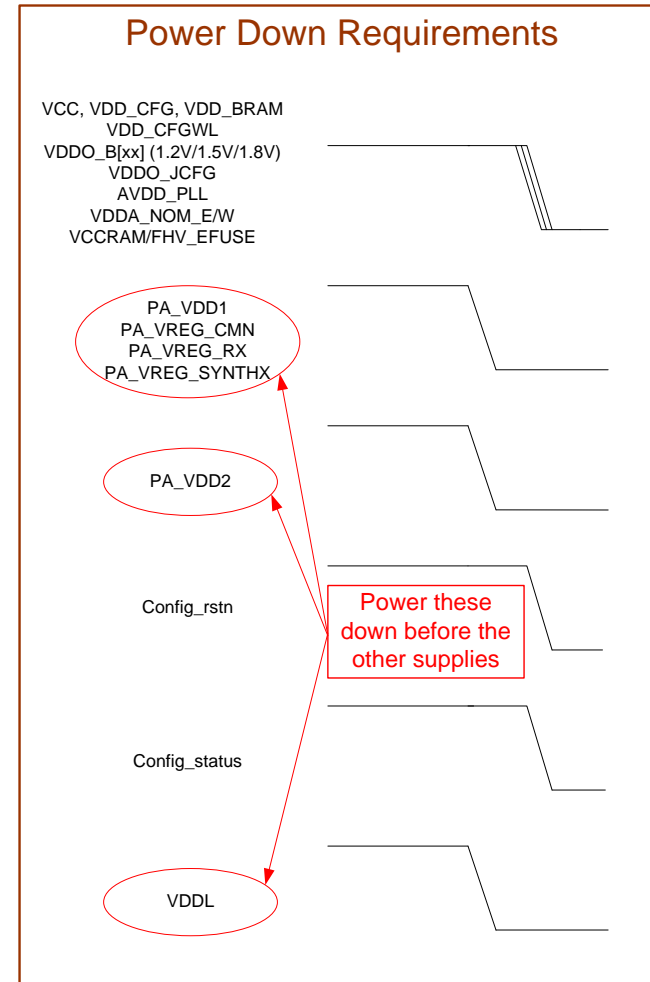 Power Down Requirements
VCC, VDD_CFG, VDD_BRAM
VDD_CFGWL
VDDO_B[xx] (1.2V/1.5V/1.8V)
VDDO_JCFG
AVDD_PLL
VDDA_NOM_E/W
VCCRAM/FHV_EFUSE
PA_VDD1
PA_VREG_CMN
PA_VREG_RX
PA_VREG_SYNTHX
PA_VDD2
Config_rstn
Power these
down before the
other supplies
Config_status
VDDL